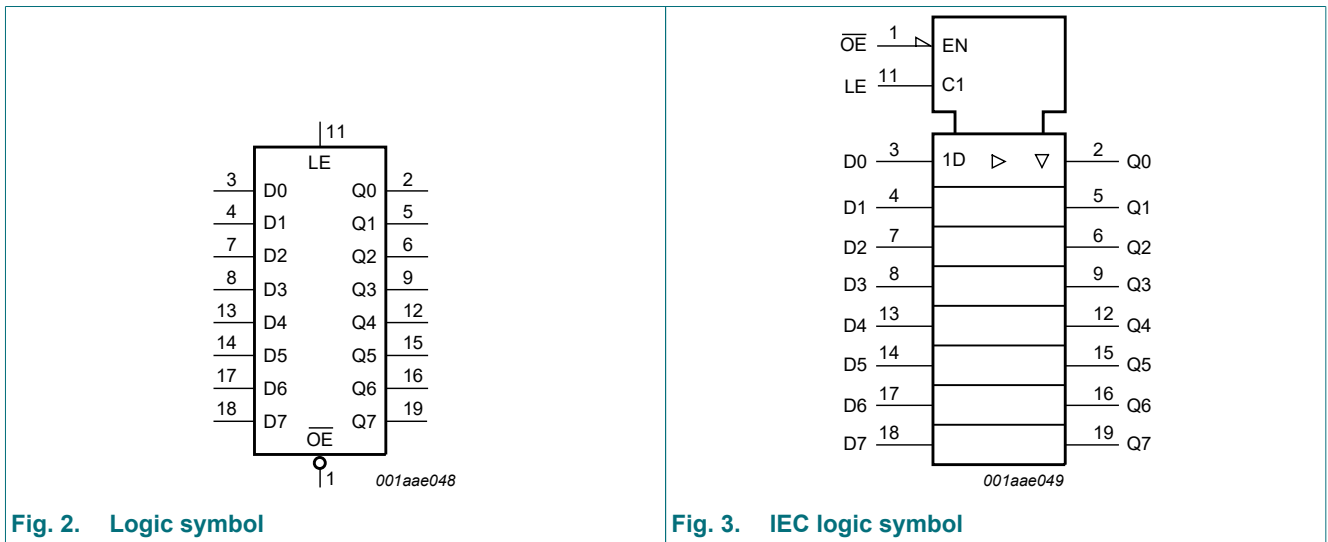 11
LE
3 D0 Q0 2
4 D1 Q1 5
7 D2 Q2 6
8 D3 Q3 9
13 D4 Q4 12
14 D5 Q5 15
17 D6 Q6 16
18 D7 Q7 19
OE
1 001aae048
Fig. 2. Logic symbol
OE 1 EN
LE 11 C1
D0 3 1D 2 Q0
D1 4 5 Q1
D2 7 6 Q2
D3 8 9 Q3
D4 13 12 Q4
D5 14 15 Q5
D6 17 16 Q6
D7 18 19 Q7
001aae049
Fig. 3. IEC logic symbol